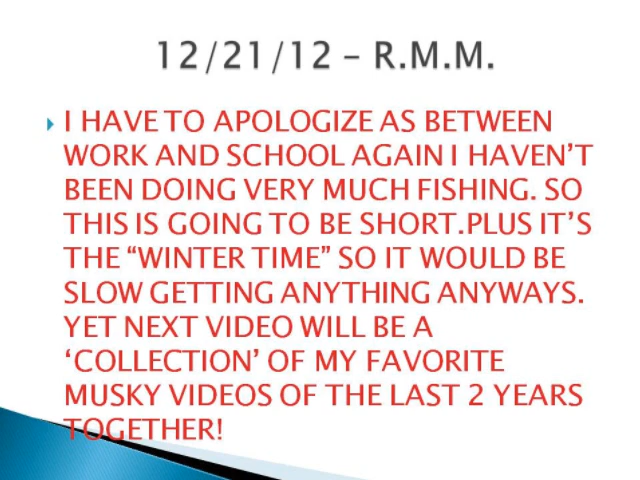 12/21/12 – R.M.M.
I HAVE TO APOLOGIZE AS BETWEEN
WORK AND SCHOOL AGAIN I HAVEN'T
BEEN DOING VERY MUCH FISHING. SO
THIS IS GOING TO BE SHORT.PLUS IT'S
THE “WINTER TIME” SO IT WOULD BE
SLOW GETTING ANYTHING ANYWAYS.
YET NEXT VIDEO WILL BE A
‘COLLECTION’ OF MY FAVORITE
MUSKY VIDEOS OF THE LAST 2 YEARS
TOGETHER!